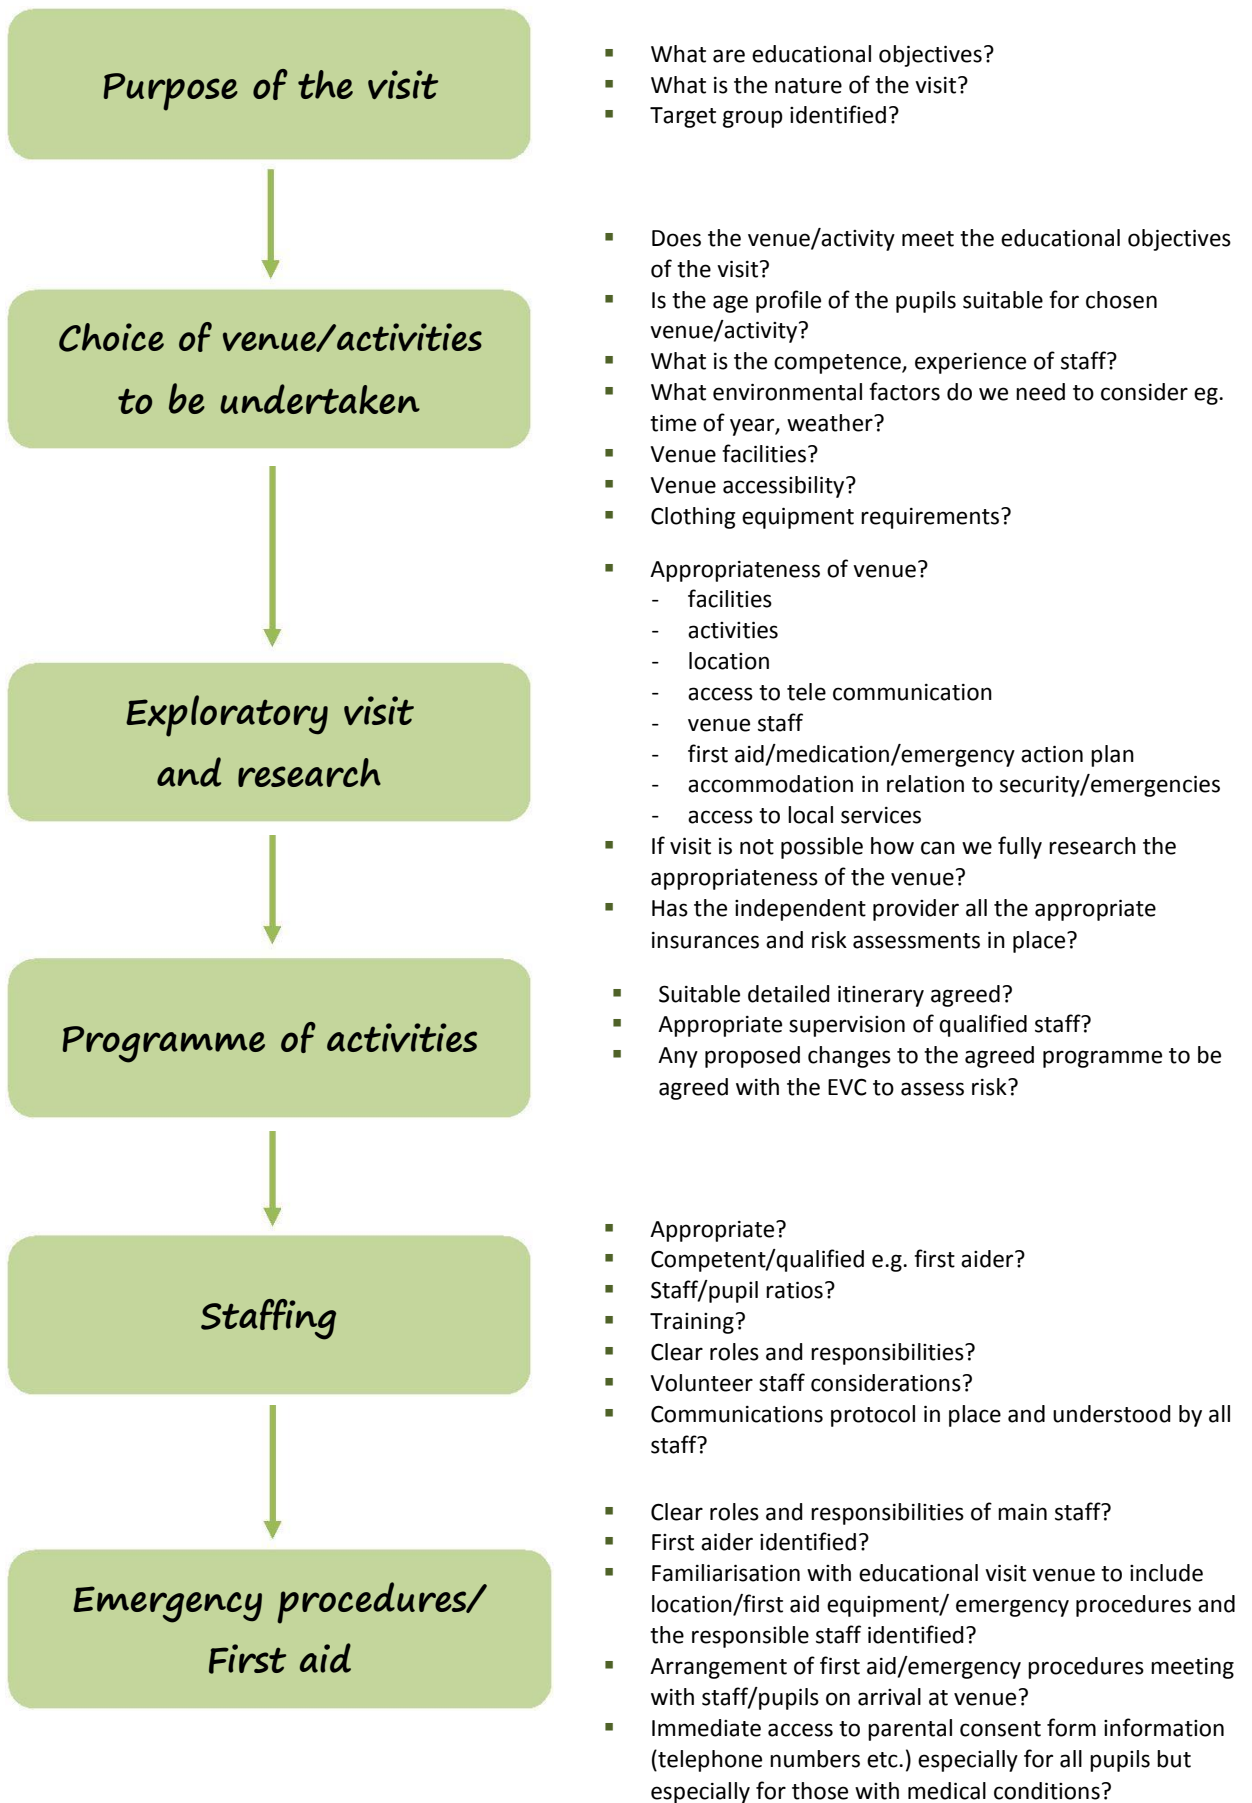 Purpose of the visit
▪ What are educational objectives?
▪ What is the nature of the visit?
▪ Target group identified?
Choice of venue/activities
to be undertaken
▪ Does the venue/activity meet the educational objectives
of the visit?
▪ Is the age profile of the pupils suitable for chosen
venue/activity?
▪ What is the competence, experience of staff?
▪ What environmental factors do we need to consider eg.
time of year, weather?
▪ Venue facilities?
▪ Venue accessibility?
▪ Clothing equipment requirements?
Exploratory visit
and research
▪ Appropriateness of venue?
- facilities
- activities
- location
- access to tele communication
- venue staff
- first aid/medication/emergency action plan
- accommodation in relation to security/emergencies
- access to local services
▪ If visit is not possible how can we fully research the
appropriateness of the venue?
▪ Has the independent provider all the appropriate
insurances and risk assessments in place?
Programme of activities
▪ Suitable detailed itinerary agreed?
▪ Appropriate supervision of qualified staff?
▪ Any proposed changes to the agreed programme to be
agreed with the EVC to assess risk?
Staffing
▪ Appropriate?
▪ Competent/qualified e.g. first aider?
▪ Staff/pupil ratios?
▪ Training?
▪ Clear roles and responsibilities?
▪ Volunteer staff considerations?
▪ Communications protocol in place and understood by all
staff?
Emergency procedures/
First aid
▪ Clear roles and responsibilities of main staff?
▪ First aider identified?
▪ Familiarisation with educational visit venue to include
location/first aid equipment/ emergency procedures and
the responsible staff identified?
▪ Arrangement of first aid/emergency procedures meeting
with staff/pupils on arrival at venue?
▪ Immediate access to parental consent form information
(telephone numbers etc.) especially for all pupils but
especially for those with medical conditions?